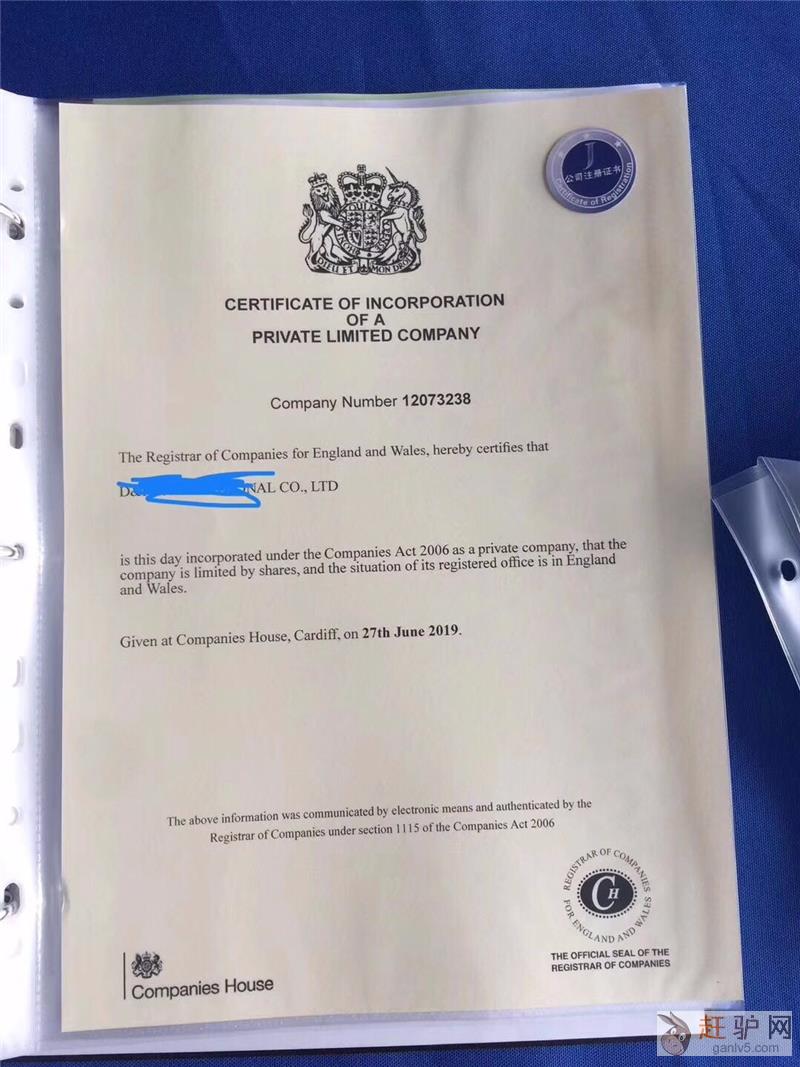 J
公司注册证书
Certificate of Registration
DIEU ET MON DROIT
CERTIFICATE OF INCORPORATION
OF A
PRIVATE LIMITED COMPANY
Company Number 12073238
The Registrar of Companies for England and Wales, hereby certifies that
NAL CO., LTD
is this day incorporated under the Companies Act 2006 as a private company, that the
company is limited by shares, and the situation of its registered office is in England
and Wales.
Given at Companies House, Cardiff, on 27th June 2019.
The above information was communicated by electronic means and authenticated by the
Registrar of Companies under section 1115 of the Companies Act 2006
REGISTRAR OF COMPANIES
CH
FOR ENGLAND AND WALES
THE OFFICIAL SEAL OF THE
REGISTRAR OF COMPANIES
Companies House
赶驴网
ganlv5.com